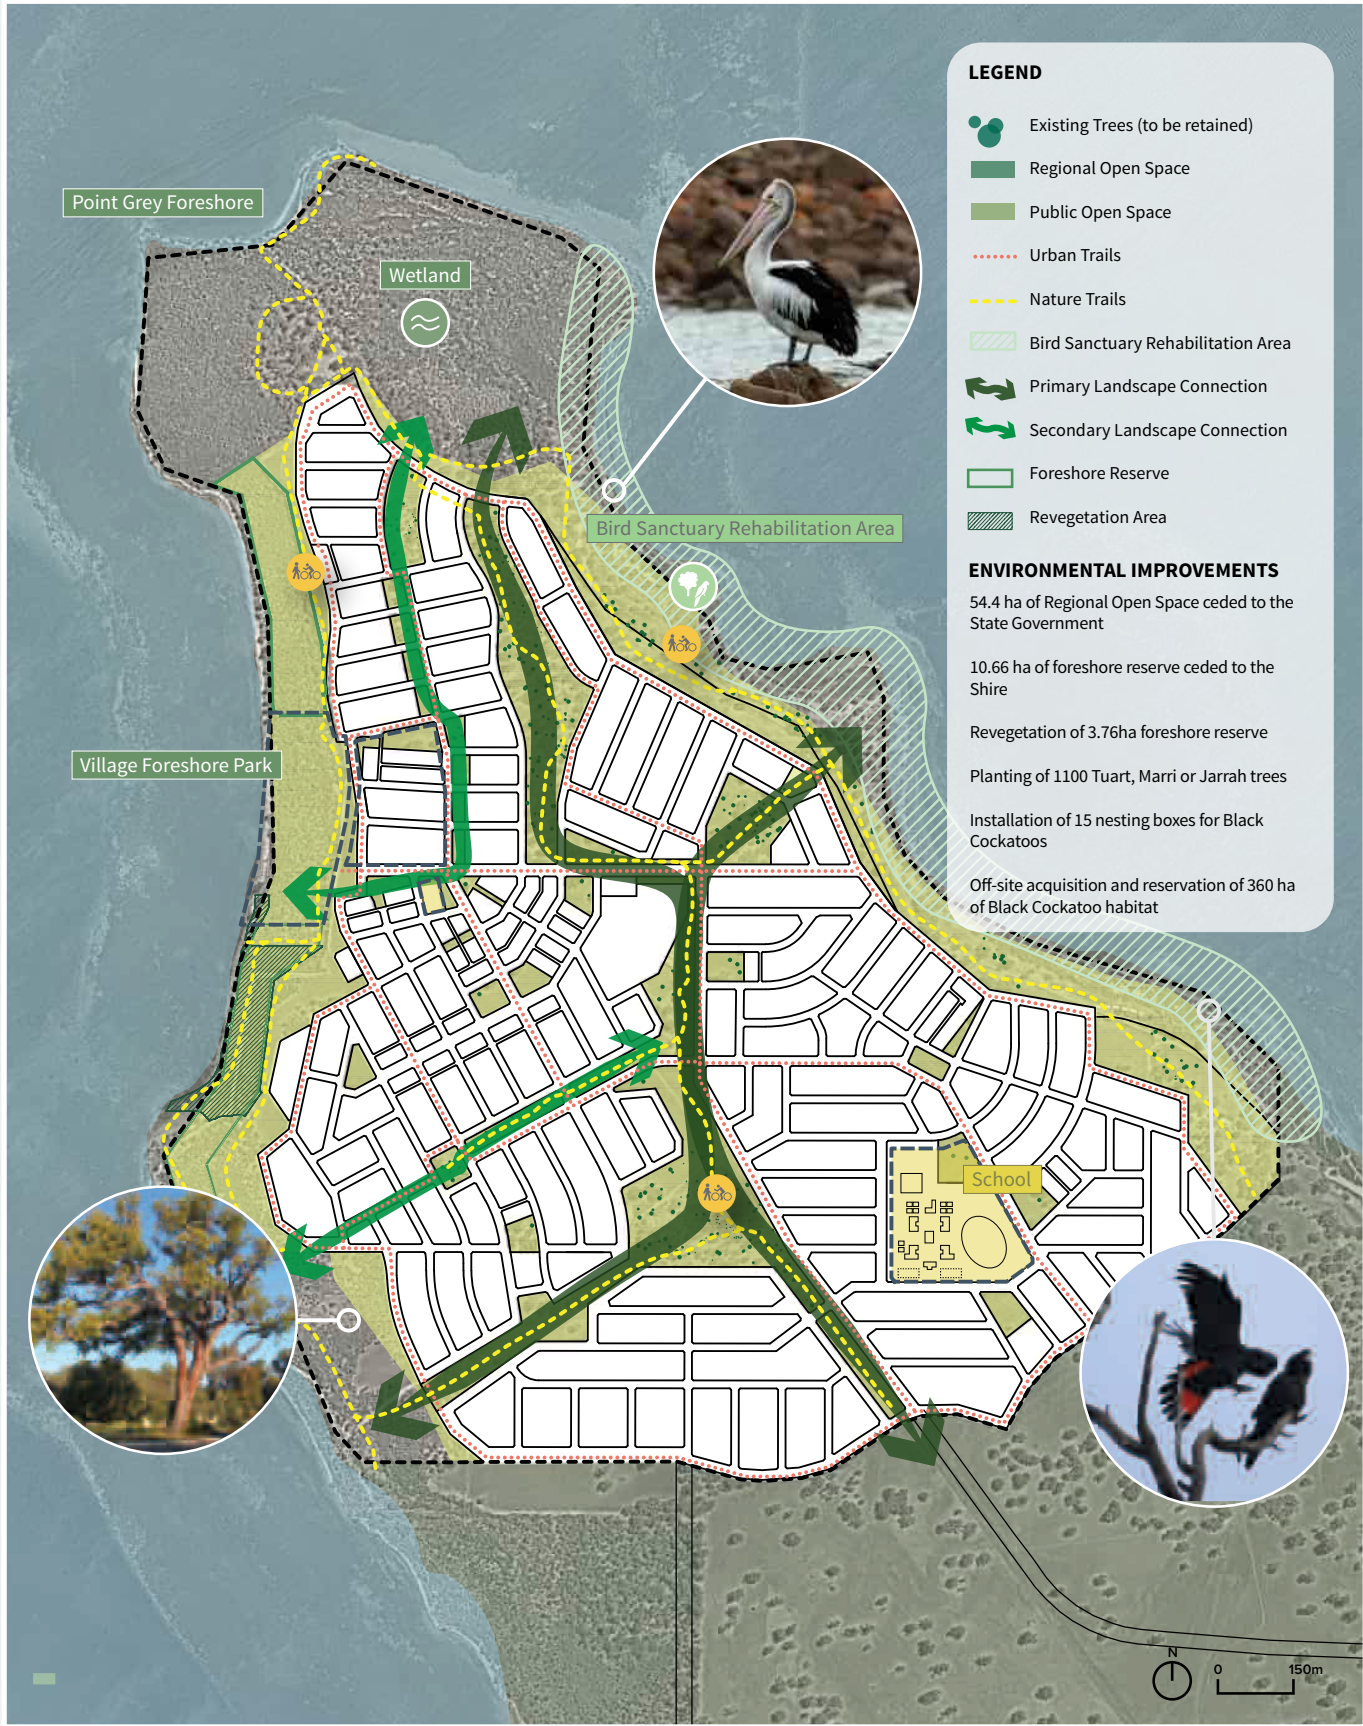 LEGEND
Existing Trees (to be retained)
Regional Open Space
Public Open Space
Urban Trails
Nature Trails
Bird Sanctuary Rehabilitation Area
Primary Landscape Connection
Secondary Landscape Connection
Foreshore Reserve
Revegetation Area
ENVIRONMENTAL IMPROVEMENTS
54.4 ha of Regional Open Space ceded to the
State Government
10.66 ha of foreshore reserve ceded to the
Shire
Revegetation of 3.76ha foreshore reserve
Planting of 1100 Tuart, Marri or Jarrah trees
Installation of 15 nesting boxes for Black
Cockatoos
Off-site acquisition and reservation of 360 ha
of Black Cockatoo habitat
Point Grey Foreshore
Wetland
Bird Sanctuary Rehabilitation Area
Village Foreshore Park
School
N
0 150m